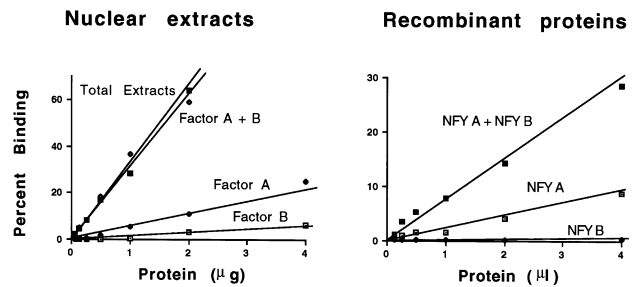 Nuclear extracts
Recombinant proteins
Percent Binding
60
40
20
0
Total Extracts
Factor A + B
Factor A
Factor B
0 1 2 3 4
Protein (μ g)
30
20
10
0
NFY A + NFY B
NFY A
NFY B
0 1 2 3 4
Protein ( μl )